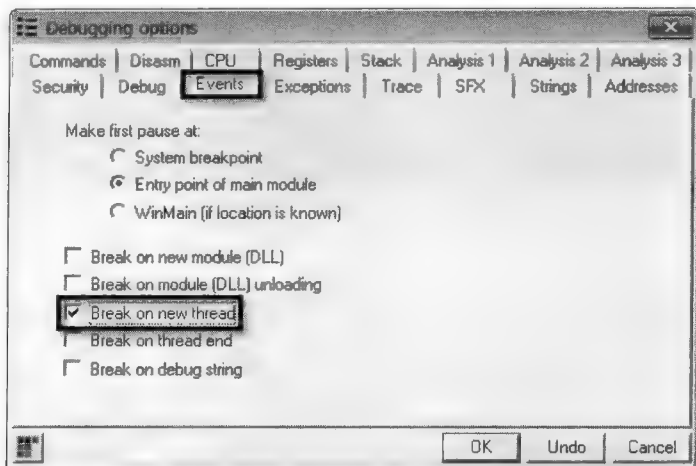 Debugging options
Commands Disasm CPU Registers Stack Analysis 1 Analysis 2 Analysis 3
Security Debug Events Exceptions Trace SFX Strings Addresses
Make first pause at:
System breakpoint
Entry point of main module
WinMain (if location is known)
Break on new module (DLL)
Break on module (DLL) unloading
Break on new thread
Break on thread end
Break on debug string
OK Undo Cancel